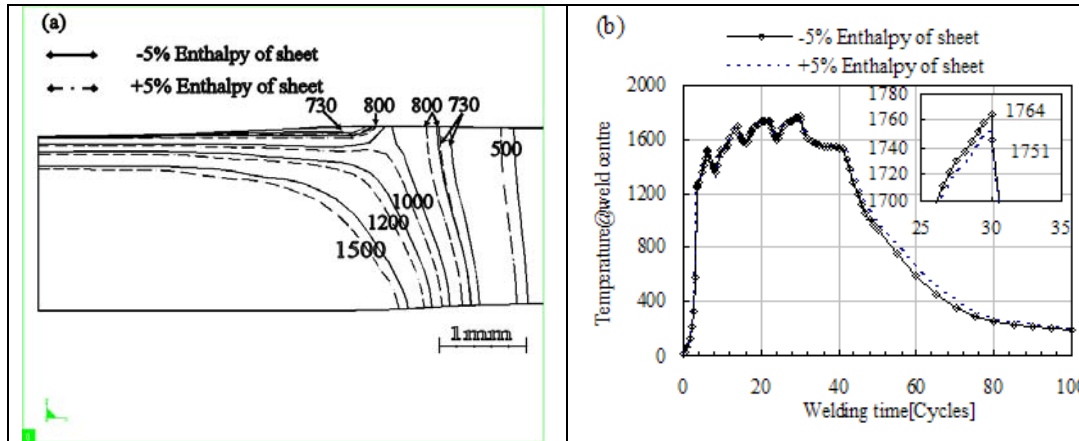 (a)
-5% Enthalpy of sheet
+5% Enthalpy of sheet
730 800 800 730
500
1000
1200
1500
1mm
(b)
-5% Enthalpy of sheet
+5% Enthalpy of sheet
Temperature@weld centre
2000
1600
1200
800
400
0
0 20 40 60 80 100
Welding time[Cycles]
1780
1760
1740
1720
1700
25 30 35
1764
1751